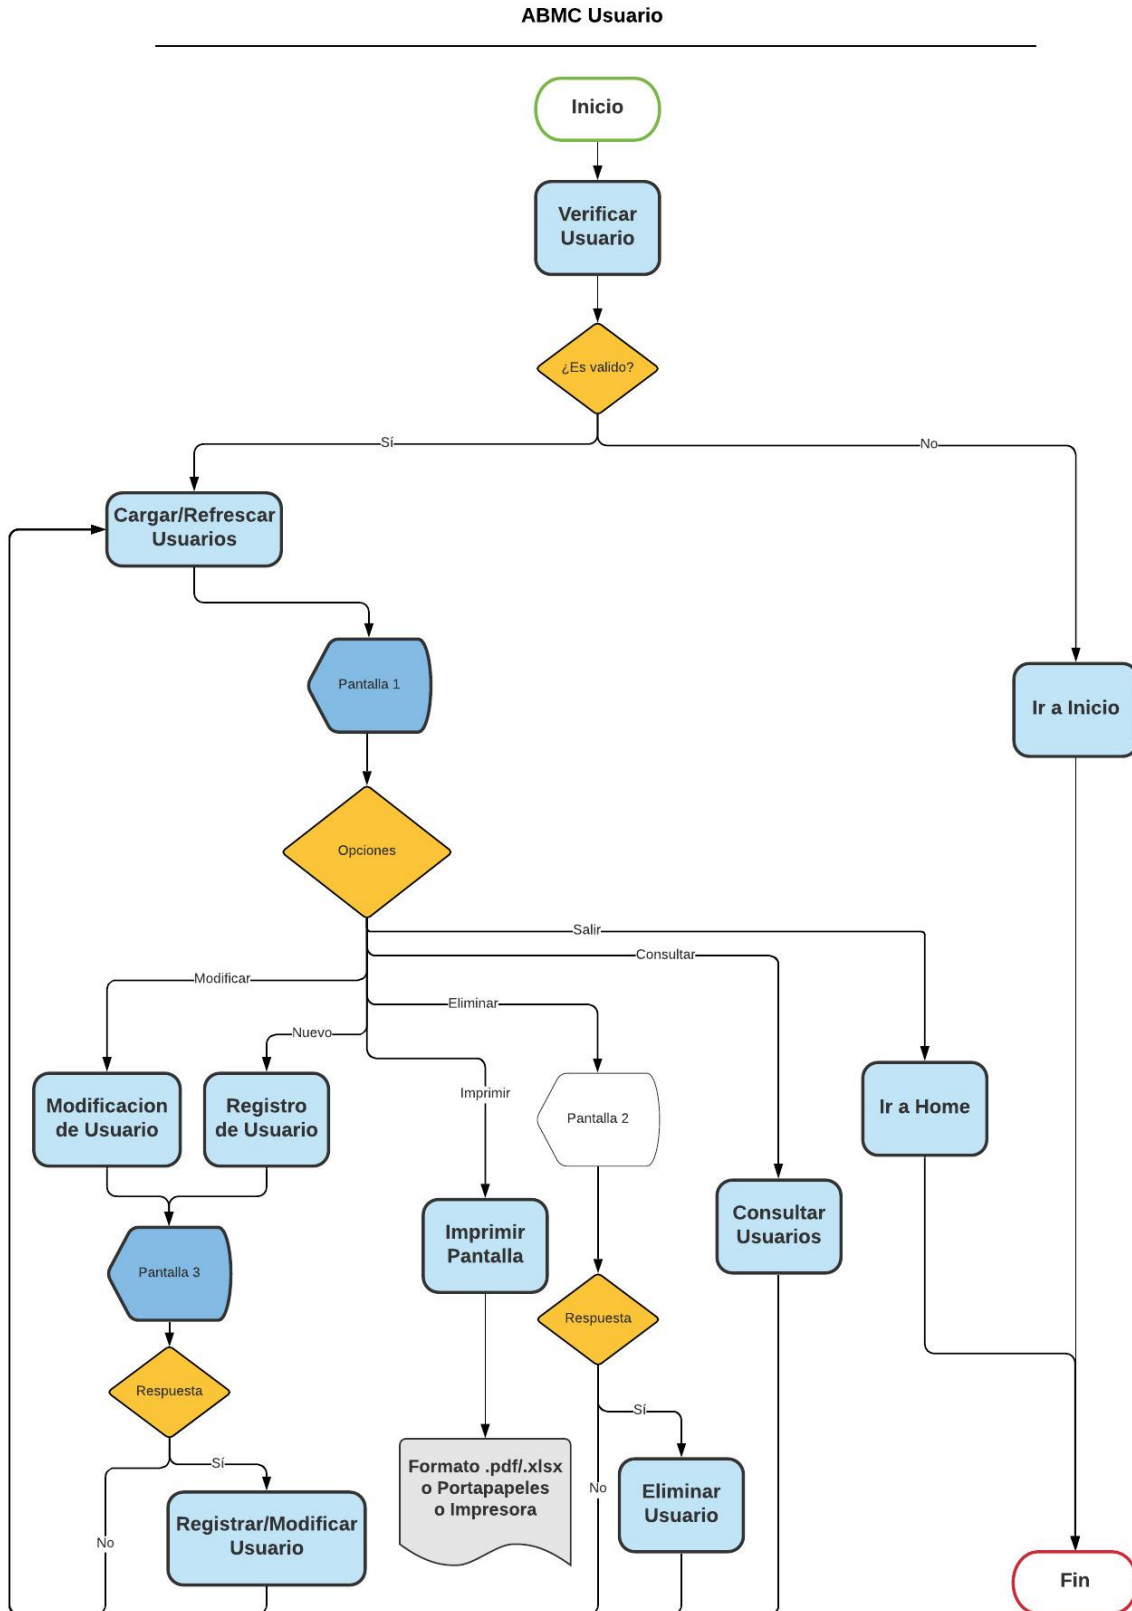 ABMC Usuario
Inicio
Verificar
Usuario
¿Es valido?
Sí
No
Cargar/Refrescar
Usuarios
Pantalla 1
Ir a Inicio
Opciones
Salir
Consultar
Modificar
Eliminar
Nuevo
Imprimir
Modificacion
de Usuario
Registro
de Usuario
Pantalla 2
Ir a Home
Imprimir
Pantalla
Consultar
Usuarios
Pantalla 3
Respuesta
Respuesta
Sí
Sí
Formato .pdf/.xlsx
o Portapapeles
o Impresora
No
Eliminar
Usuario
No
Registrar/Modificar
Usuario
Fin